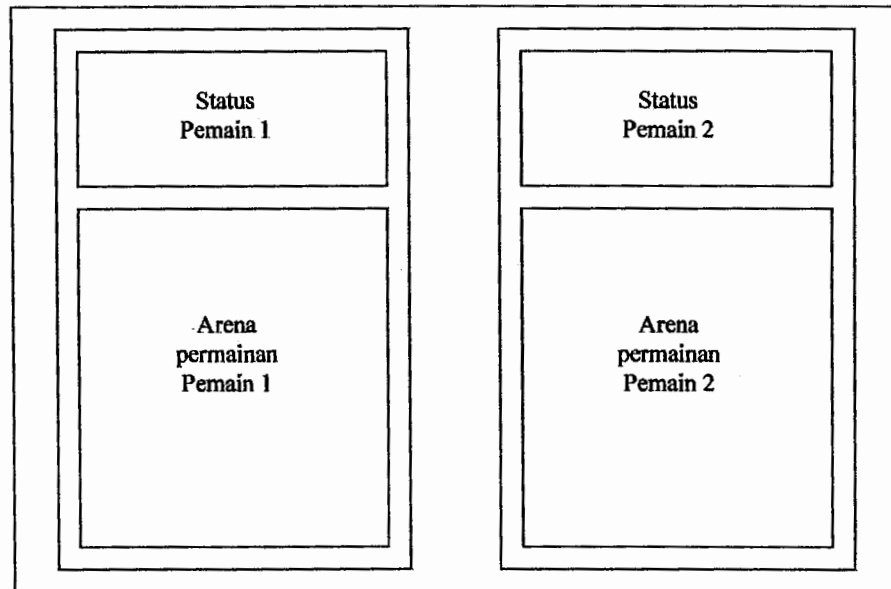 Status
Pemain 1
Status
Pemain 2
Arena
permainan
Pemain 1
Arena
permainan
Pemain 2